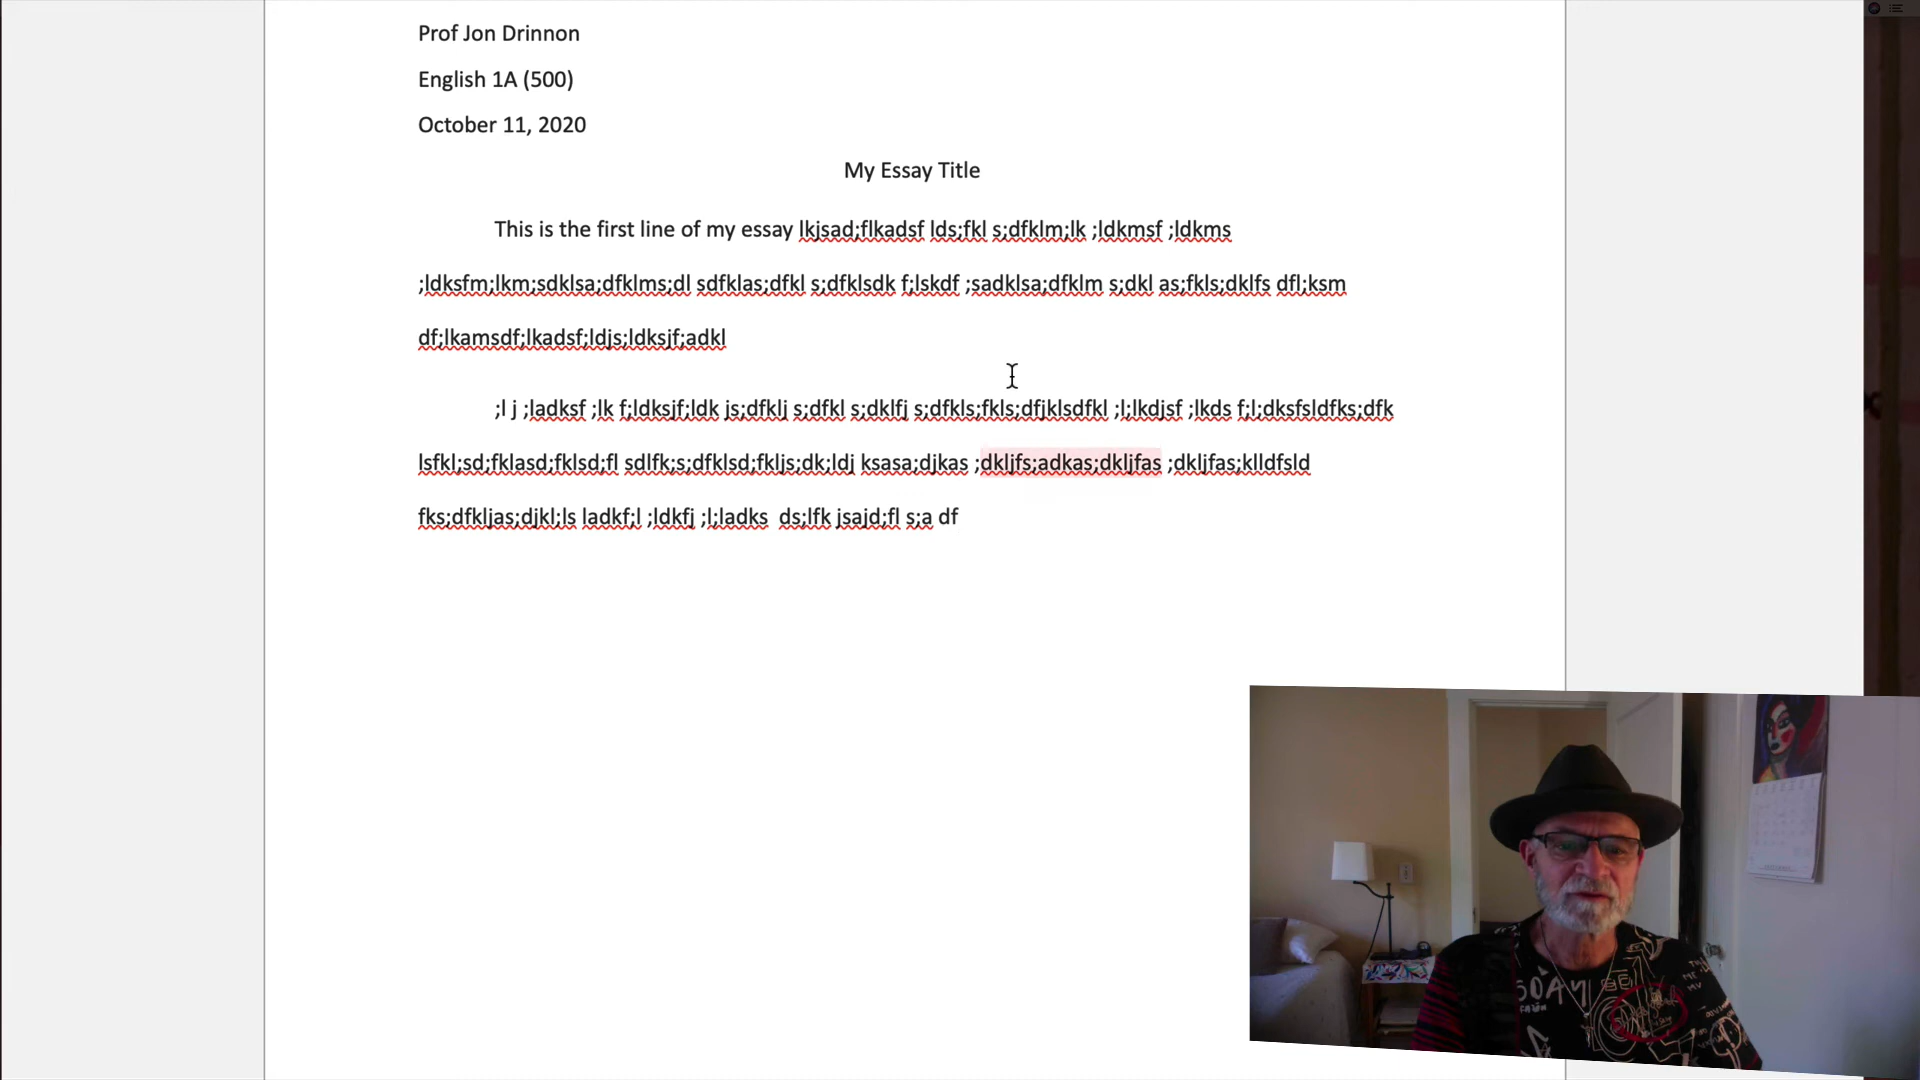 Prof Jon Drinnon
English 1A (500)
October 11, 2020
My Essay Title
This is the first line of my essay lkjsad;flkadsf lds;fkl s;dfklm;lk ;ldkmsf ;ldkms
;ldksfm;lkm;sdklsa;dfklms;dl sdfklas;dfkl s;dfklsdk f;lskdf ;sadklsa;dfklm s;dkl as;fkls;dklfs dfl;ksm
df;lkamsdf;lkadsf;ldjs;ldksjf;adkl
;l j ;ladksf ;lk f;ldksjf;ldk js;dfklj s;dfkl s;dklfj s;dfkls;fkls;dfjklsdfkl ;l;lkdjsf ;lkds f;l;dksfsldfks;dfk
lsfkl;sd;fklasd;fklsd;fl sdlfk;s;dfklsd;fkljs;dk;ldj ksasa;djkas ;dkljfs;adkas;dkljfas ;dkljfas;klldfsld
fks;dfkljas;djkl;ls ladkf;l ;ldkfj ;l;ladks  ds;lfk jsajd;fl s;a df